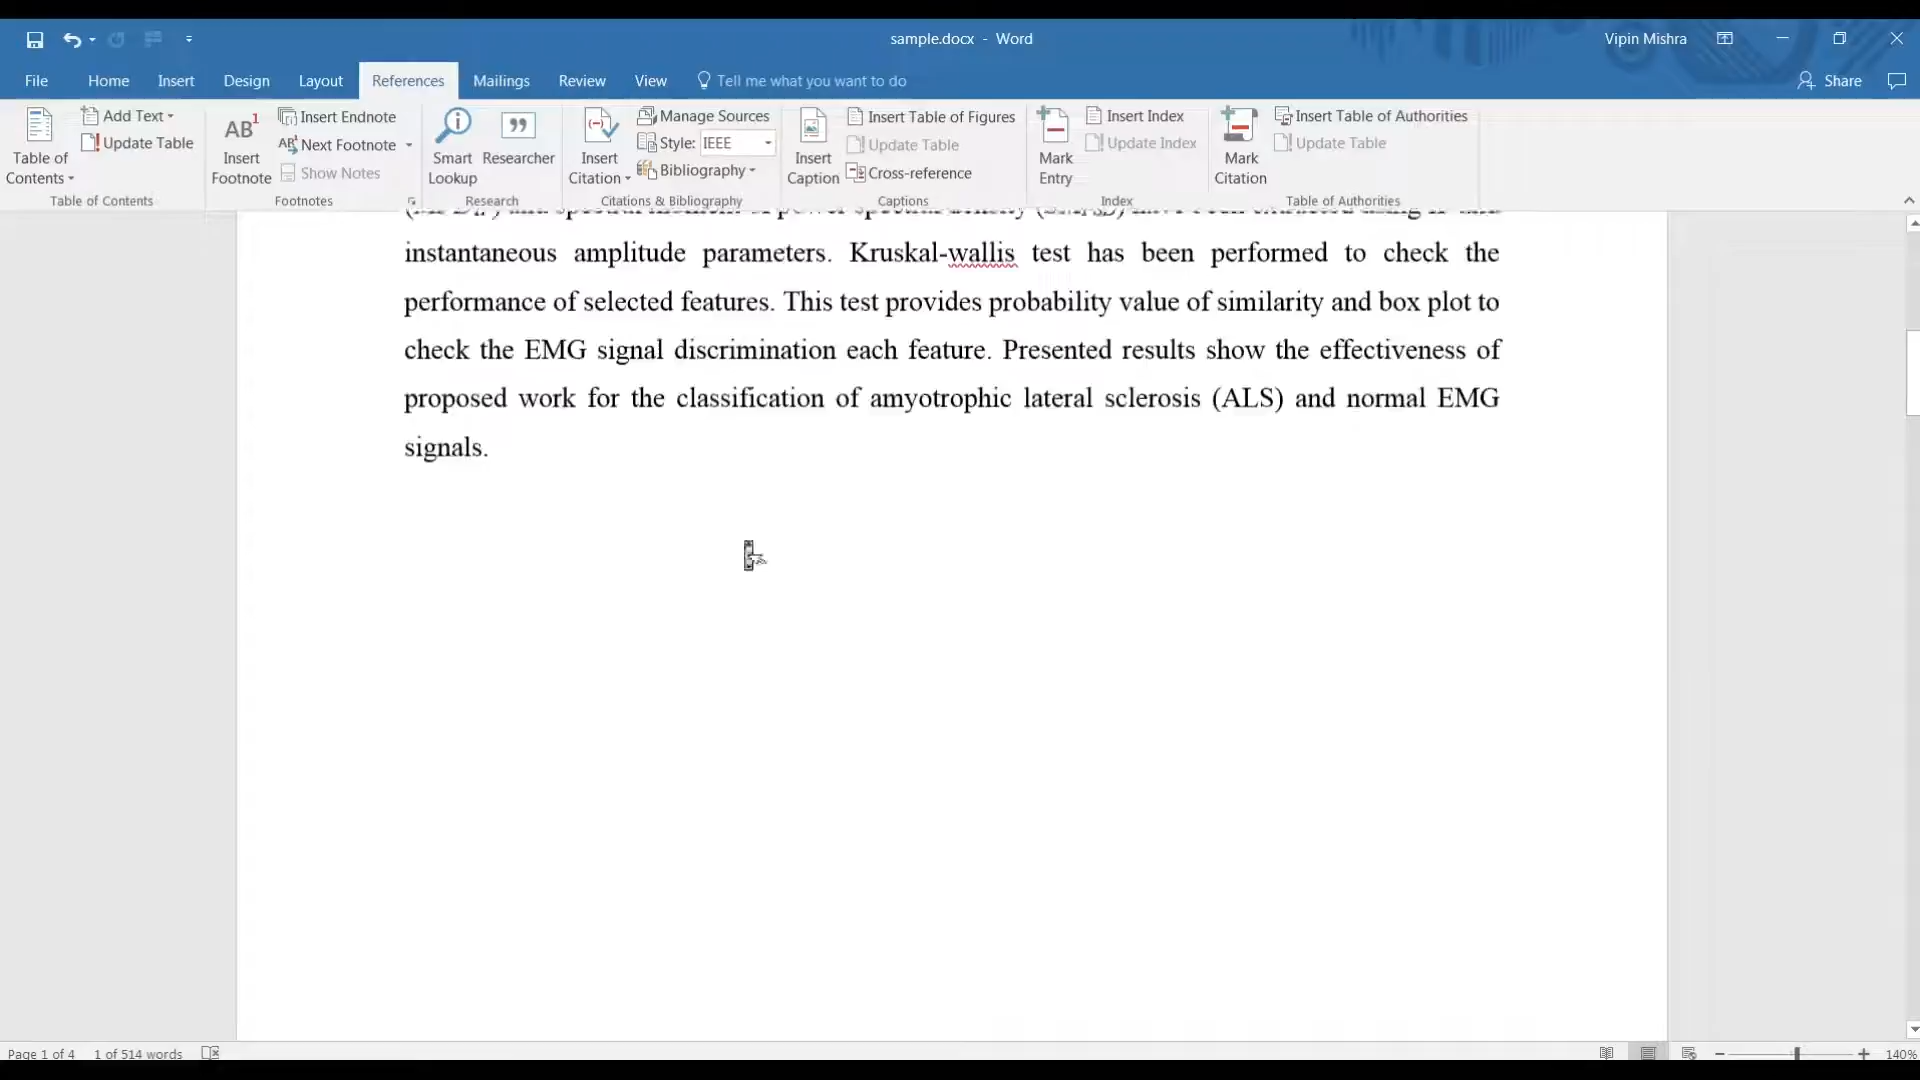 sample.docx - Word
Vipin Mishra
File Home Insert Design Layout References Mailings Review View Tell me what you want to do Share
Table of Contents
Add Text
Update Table
Table of Contents
AB1 Insert Footnote
Insert Endnote
AB1 Next Footnote
Show Notes
Footnotes
Smart Lookup
Researcher
Research
Insert Citation
Manage Sources
Style: IEEE
Bibliography
Citations & Bibliography
Insert Caption
Insert Table of Figures
Update Table
Cross-reference
Captions
Mark Entry
Insert Index
Update Index
Index
Mark Citation
Insert Table of Authorities
Update Table
Table of Authorities
instantaneous amplitude parameters. Kruskal-wallis test has been performed to check the
performance of selected features. This test provides probability value of similarity and box plot to
check the EMG signal discrimination each feature. Presented results show the effectiveness of
proposed work for the classification of amyotrophic lateral sclerosis (ALS) and normal EMG
signals.
Page 1 of 4 1 of 514 words 140%